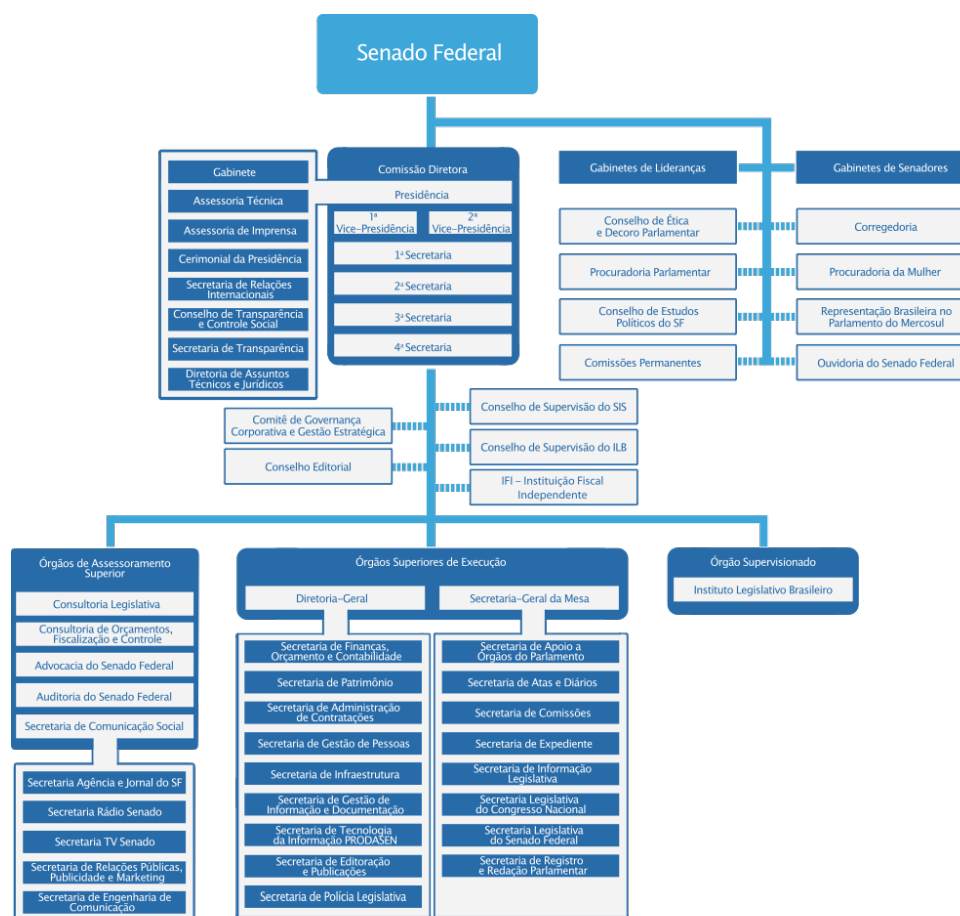 Senado Federal
Gabinete
Assessoria Técnica
Assessoria de Imprensa
Cerimonial da Presidência
Secretaria de Relações
Internacionais
Conselho de Transparência
e Controle Social
Secretaria de Transparência
Diretoria de Assuntos
Técnicos e Jurídicos
Comissão Diretora
Presidência
1ª
Vice-Presidência
2ª
Vice-Presidência
1ª Secretaria
2ª Secretaria
3ª Secretaria
4ª Secretaria
Gabinetes de Lideranças
Gabinetes de Senadores
Conselho de Ética
e Decoro Parlamentar
Corregedoria
Procuradoria Parlamentar
Procuradoria da Mulher
Conselho de Estudos
Políticos do SF
Representação Brasileira no
Parlamento do Mercosul
Comissões Permanentes
Ouvidoria do Senado Federal
Conselho de Supervisão do SIS
Comitê de Governança
Corporativa e Gestão Estratégica
Conselho de Supervisão do ILB
Conselho Editorial
IFI – Instituição Fiscal
Independente
Órgãos de Assessoramento
Superior
Consultoria Legislativa
Consultoria de Orçamentos,
Fiscalização e Controle
Advocacia do Senado Federal
Auditoria do Senado Federal
Secretaria de Comunicação Social
Secretaria Agência e Jornal do SF
Secretaria Rádio Senado
Secretaria TV Senado
Secretaria de Relações Públicas,
Publicidade e Marketing
Secretaria de Engenharia de
Comunicação
Órgãos Superiores de Execução
Diretoria-Geral
Secretaria de Finanças,
Orçamento e Contabilidade
Secretaria de Patrimônio
Secretaria de Administração
de Contratações
Secretaria de Gestão de Pessoas
Secretaria de Infraestrutura
Secretaria de Gestão de
Informação e Documentação
Secretaria de Tecnologia
da Informação PRODASEN
Secretaria de Editoração
e Publicações
Secretaria de Polícia Legislativa
Secretaria-Geral da Mesa
Secretaria de Apoio a
Órgãos do Parlamento
Secretaria de Atas e Diários
Secretaria de Comissões
Secretaria de Expediente
Secretaria de Informação
Legislativa
Secretaria Legislativa
do Congresso Nacional
Secretaria Legislativa
do Senado Federal
Secretaria de Registro
e Redação Parlamentar
Órgão Supervisionado
Instituto Legislativo Brasileiro